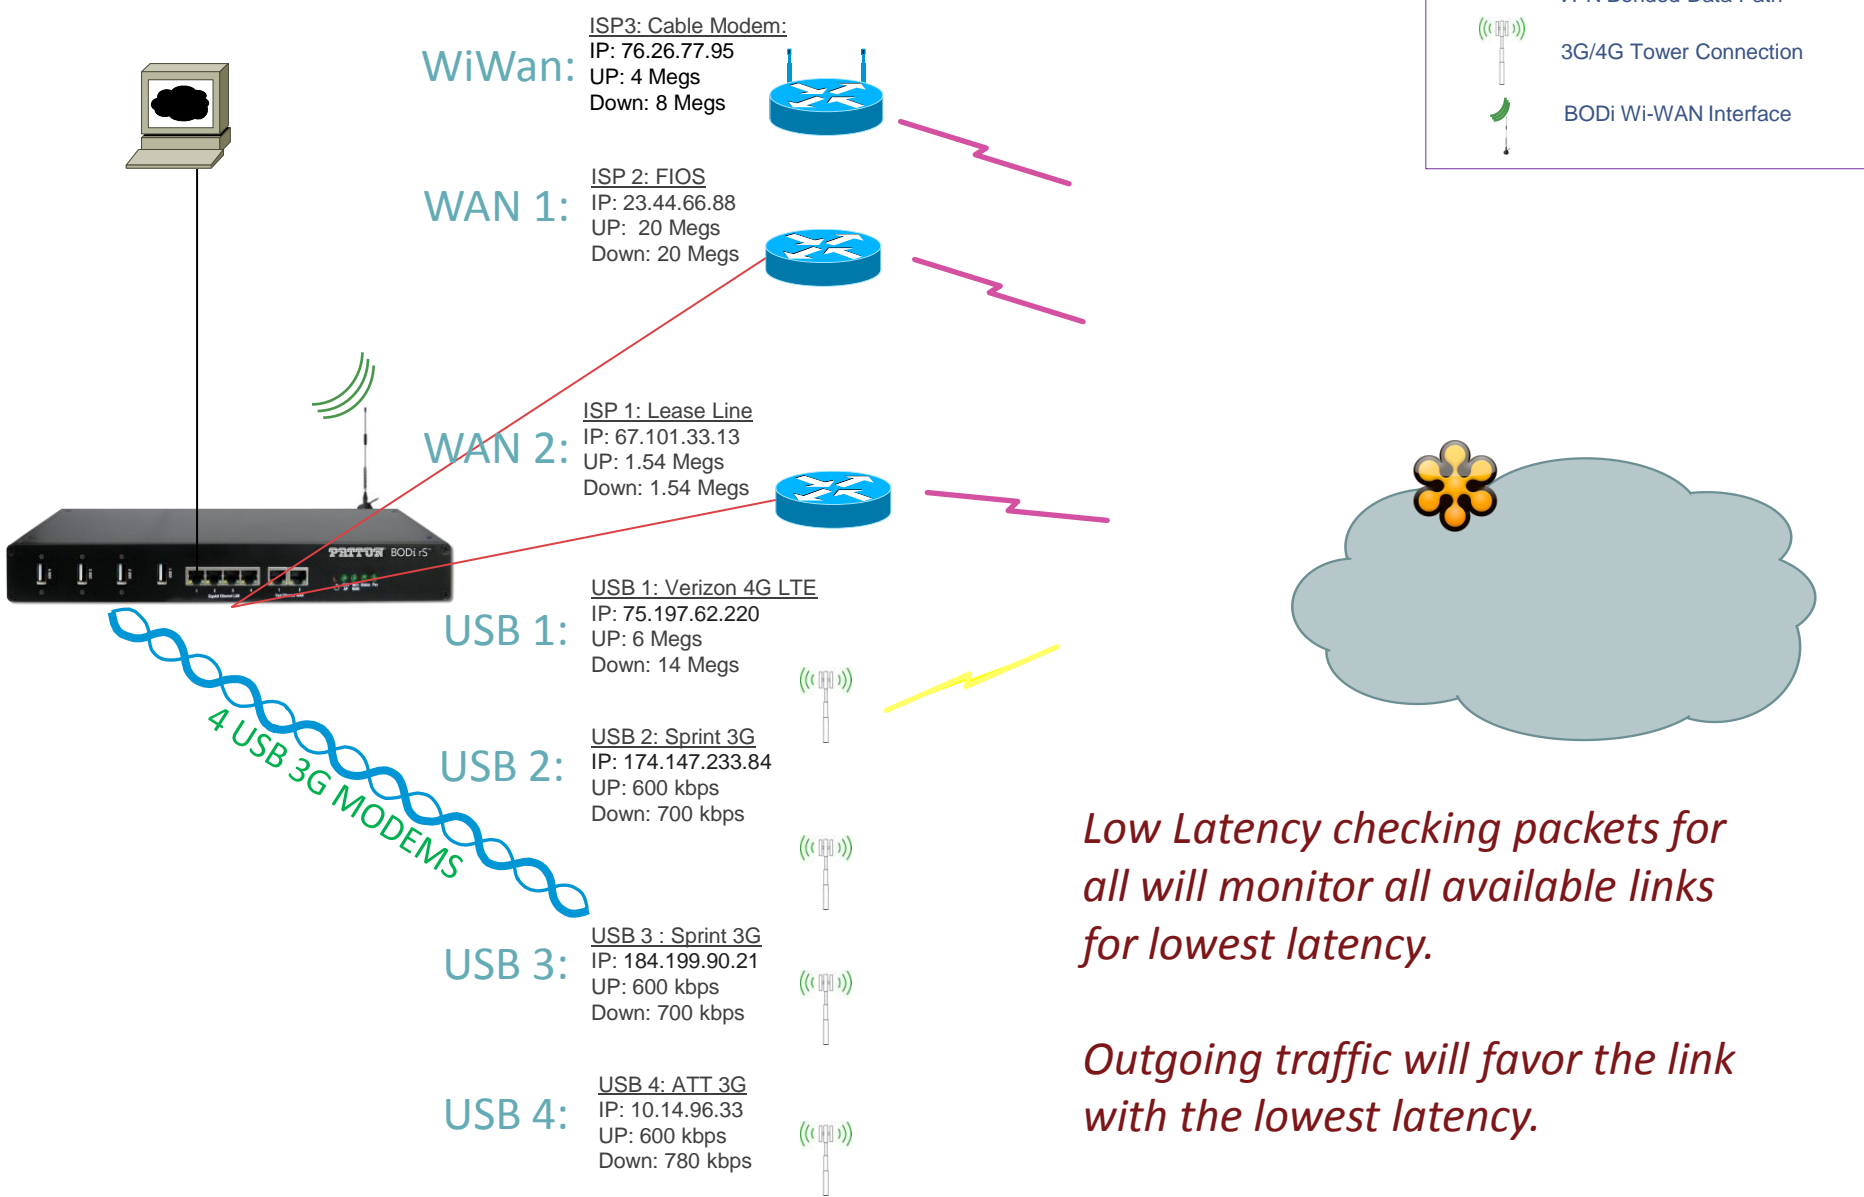 ISP3: Cable Modem:
WiWan:
IP: 76.26.77.95
UP: 4 Megs
Down: 8 Megs
3G/4G Tower Connection
BODi Wi-WAN Interface
WAN 1:
ISP 2: FIOS
IP: 23.44.66.88
UP:  20 Megs
Down: 20 Megs
WAN 2:
ISP 1: Lease Line
IP: 67.101.33.13
UP: 1.54 Megs
Down: 1.54 Megs
PATTON BODi rS
USB 1:
USB 1: Verizon 4G LTE
IP: 75.197.62.220
UP: 6 Megs
Down: 14 Megs
4 USB 3G MODEMS
USB 2:
USB 2: Sprint 3G
IP: 174.147.233.84
UP: 600 kbps
Down: 700 kbps
USB 3:
USB 3 : Sprint 3G
IP: 184.199.90.21
UP: 600 kbps
Down: 700 kbps
USB 4:
USB 4: ATT 3G
IP: 10.14.96.33
UP: 600 kbps
Down: 780 kbps
Low Latency checking packets for
all will monitor all available links
for lowest latency.
Outgoing traffic will favor the link
with the lowest latency.